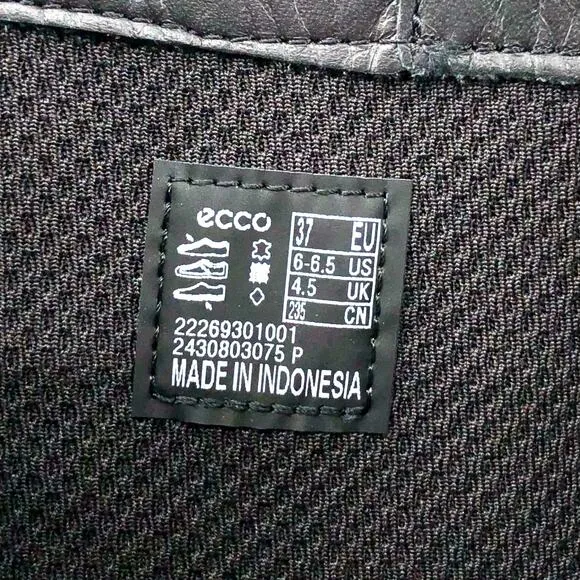 ecco
37 EU
6-6.5 US
4.5 UK
235 CN
22269301001
2430803075 P
MADE IN INDONESIA